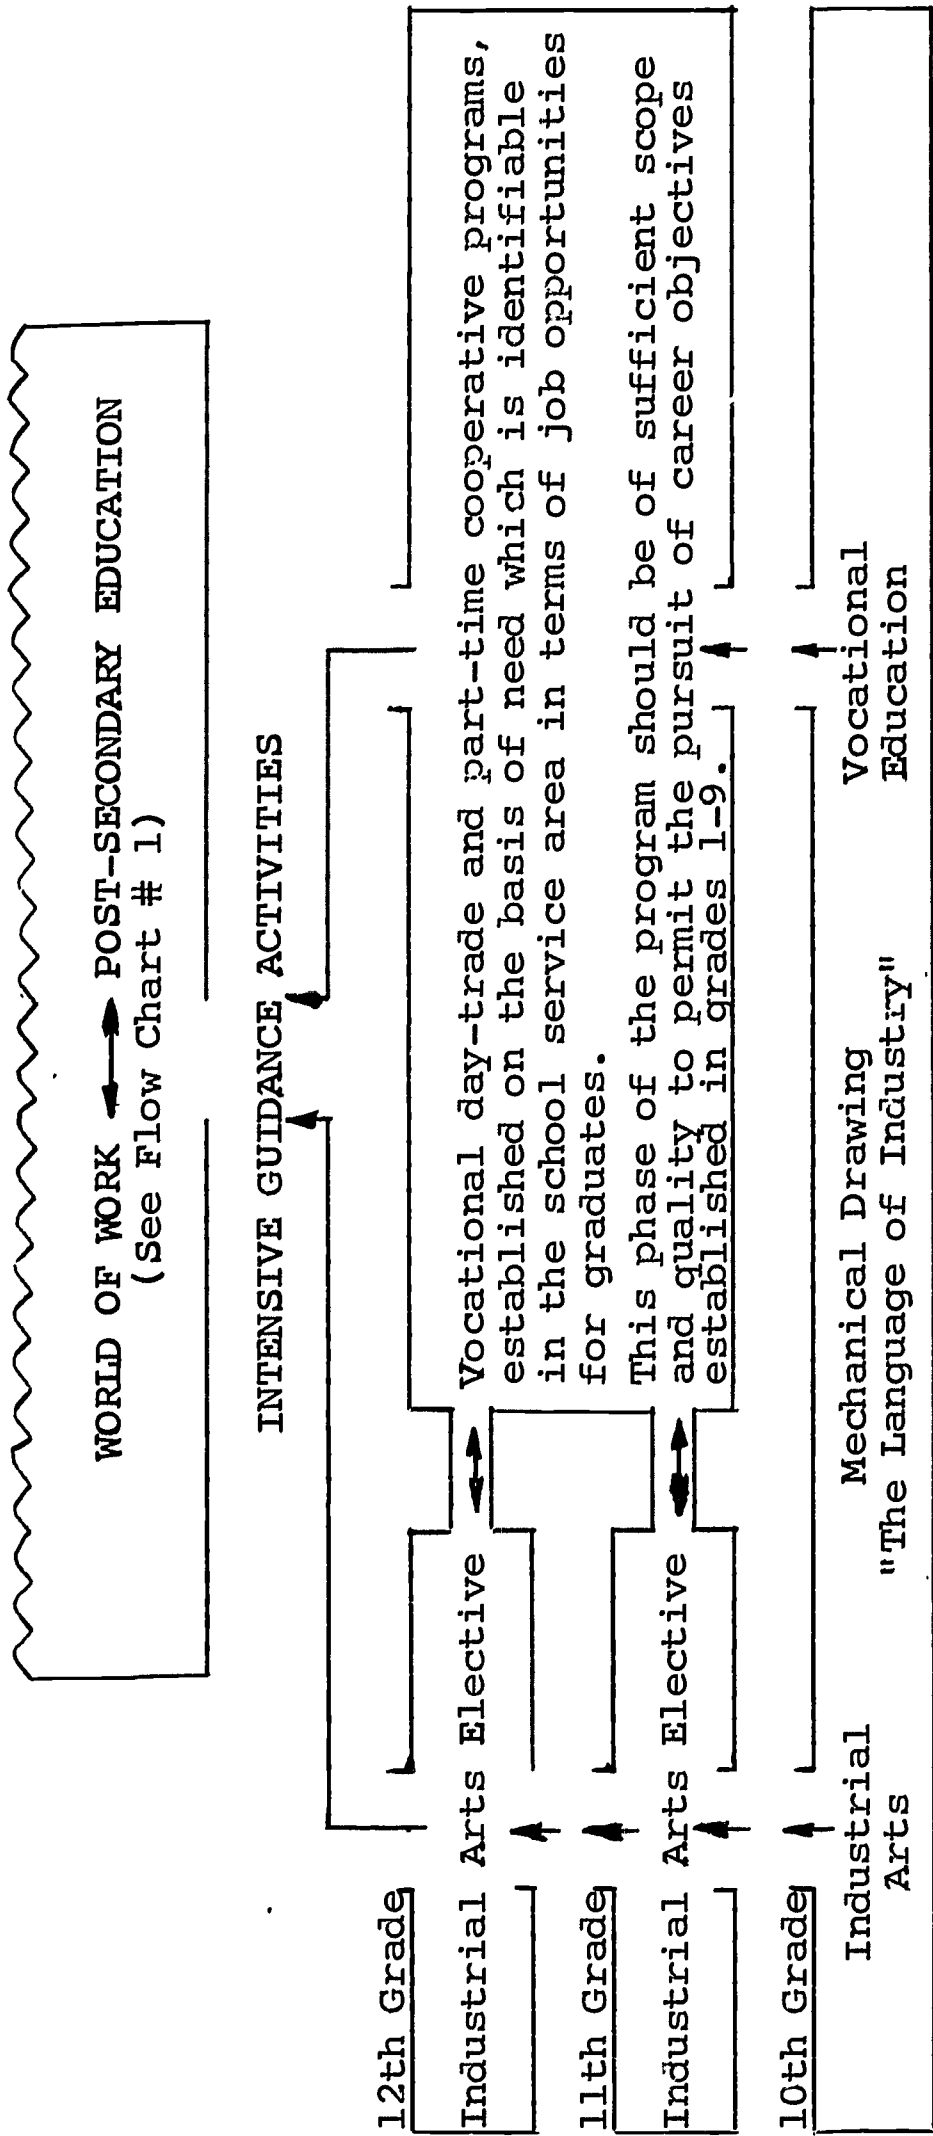 WORLD OF WORK ↔ POST-SECONDARY EDUCATION
(See Flow Chart # 1)
INTENSIVE GUIDANCE ACTIVITIES
12th Grade
Industrial Arts Elective
Vocational day-trade and part-time cooperative programs,
established on the basis of need which is identifiable
in the school service area in terms of job opportunities
for graduates.
11th Grade
Industrial Arts Elective
This phase of the program should be of sufficient scope
and quality to permit the pursuit of career objectives
established in grades 1-9.
10th Grade
Industrial
Arts
Mechanical Drawing
"The Language of Industry"
Vocational
Education